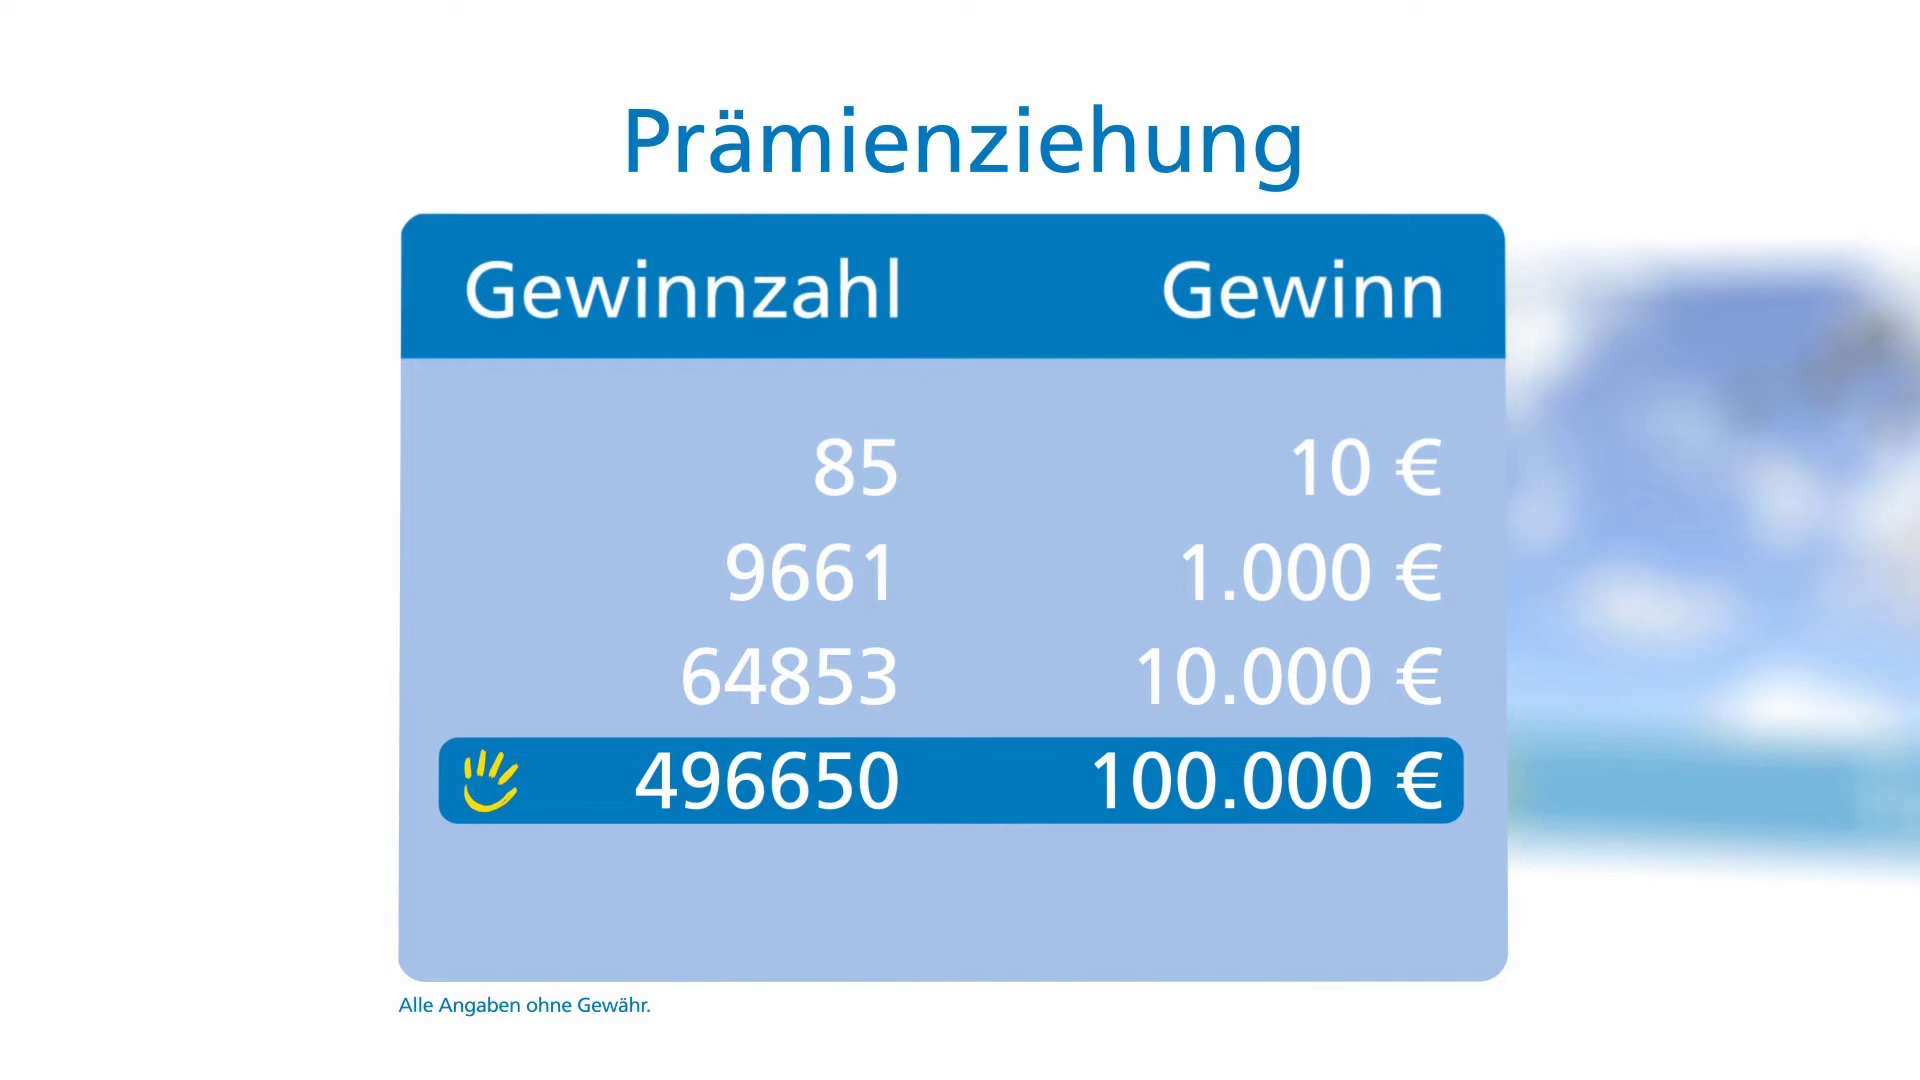 Prämienziehung
Gewinnzahl Gewinn
85 10 €
9661 1.000 €
64853 10.000 €
496650 100.000 €
Alle Angaben ohne Gewähr.